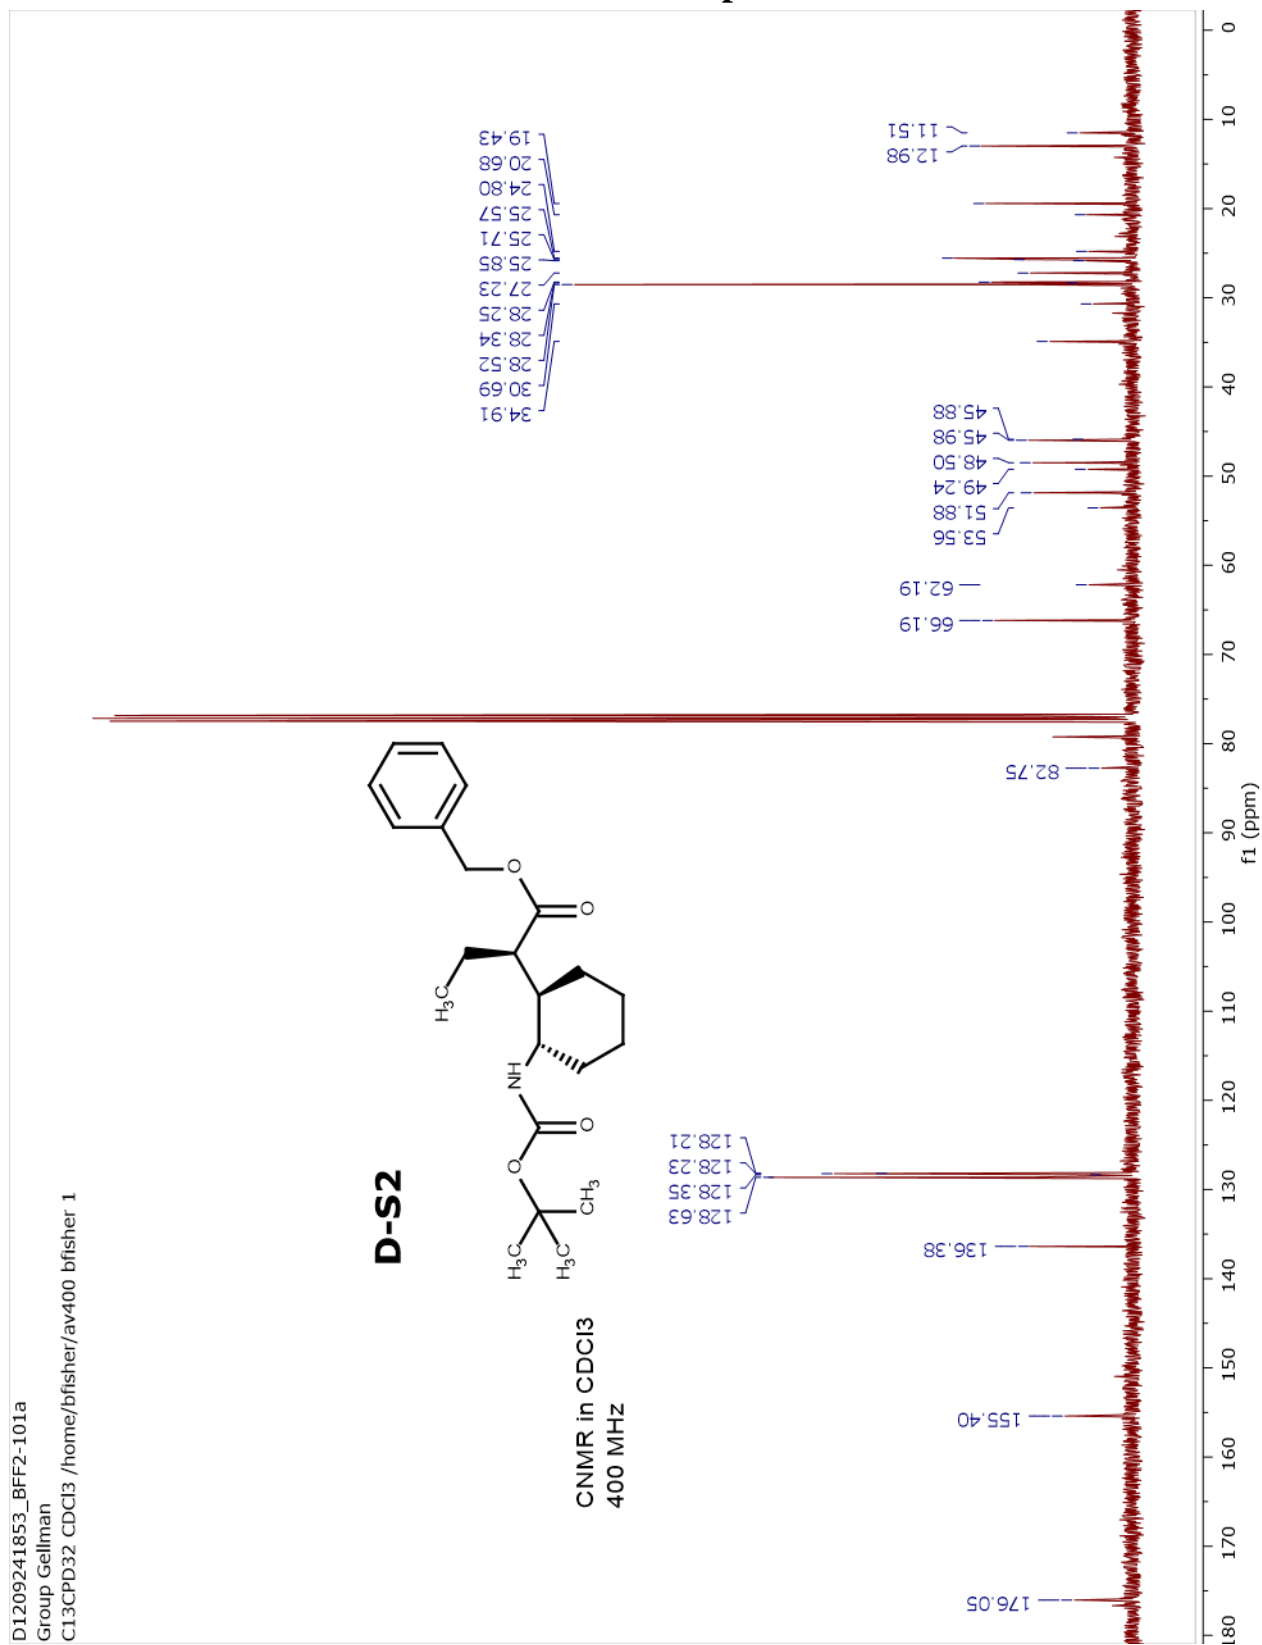 D1209241853_BFF2-101a
Group Gellman
C13CPD32 CDCl3 /home/bfisher/av400 bfisher 1
D-S2
CNMR in CDCl3
400 MHz
H3C
H3C
CH3
O
O
NH
H3C
O
O
176.05
155.40
136.38
128.63
128.35
128.23
128.21
82.75
66.19
62.19
53.56
51.88
49.24
48.50
45.98
45.88
34.91
30.69
28.52
28.34
28.25
27.23
25.85
25.71
25.57
24.80
20.68
19.43
12.98
11.51
180 170 160 150 140 130 120 110 100 90 80 70 60 50 40 30 20 10 0
f1 (ppm)